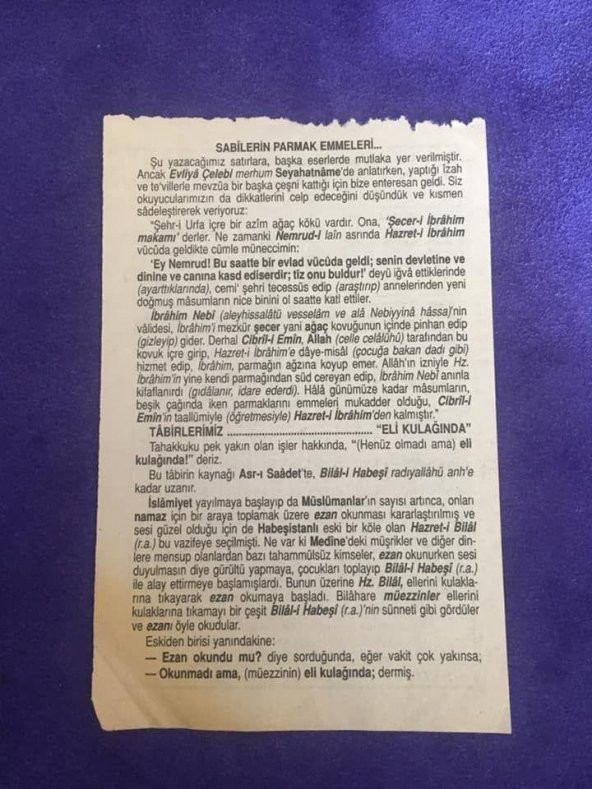 SABİLERİN PARMAK EMMELERİ...
Şu yazacağımız satırlara, başka eserlerde mutlaka yer verilmiştir.
Ancak Evliyâ Çelebi merhum Seyahatnâme'de anlatırken, yaptığı îzah
ve te'villerle mevzûa bir başka çeşni kattığı için bize enteresan geldi. Siz
okuyucularımızın da dikkatlerini celp edeceğini düşündük ve kısmen
sâdeleştirerek veriyoruz:
"Şehr-i Urfa içre bir azîm ağaç kökü vardır. Ona, 'Şecer-i İbrâhim
makamı' derler. Ne zamanki Nemrud-i laîn asrında Hazret-i İbrâhim
vücûda geldikte cümle müneccimin:
'Ey Nemrud! Bu saatte bir evlad vücûda geldi; senin devletine ve
dinine ve canına kasd ediserdir; tiz onu buldur!' deyü iğvâ ettiklerinde
(ayarttıklarında), cemi' şehri tecessüs edip (araştırıp) annelerinden yeni
doğmuş mâsumların nice binini ol saatte katl ettiler.
İbrâhim Nebî (aleyhissalâtü vesselâm ve alâ Nebiyyinâ hâssa)'nin
vâlidesi, İbrâhim'i mezkûr şecer yani ağaç kovuğunun içinde pinhan edip
(gizleyip) gider. Derhal Cibrîl-i Emin, Allah (celle celâlühû) tarafından bu
kovuk içre girip, Hazret-i İbrâhim'e dâye-misâl (çocuğa bakan dadı gibi)
hizmet edip, İbrâhim, parmağın ağzına koyup emer. Allâh'ın izniyle Hz.
İbrâhim'in yine kendi parmağından süd cereyan edip, İbrâhim Nebî anınla
kifaflanırdı (gıdâlanır, idare ederdi). Hâlâ günümüze kadar mâsumların,
beşik çağında iken parmaklarını emmeleri mukadder olduğu, Cibrîl-i
Emîn'in taallümiyle (öğretmesiyle) Hazret-i İbrâhim'den kalmıştır."
TÂBİRLERİMİZ ........................................ "ELİ KULAĞINDA"
Tahakkuku pek yakın olan işler hakkında, "(Henüz olmadı ama) eli
kulağında!" deriz.
Bu tâbirin kaynağı Asr-ı Saâdet'te, Bilâl-i Habeşî radıyallâhü anh'e
kadar uzanır.
İslâmiyet yayılmaya başlayıp da Müslümanlar'ın sayısı artınca, onları
namaz için bir araya toplamak üzere ezan okunması kararlaştırılmış ve
sesi güzel olduğu için de Habeşistanlı eski bir köle olan Hazret-i Bilâl
(r.a.) bu vazifeye seçilmişti. Ne var ki Medîne'deki müşrikler ve diğer din-
lere mensup olanlardan bazı tahammülsüz kimseler, ezan okunurken sesi
duyulmasın diye gürültü yapmaya, çocukları toplayıp Bilâl-i Habeşî (r.a.)
ile alay ettirmeye başlamışlardı. Bunun üzerine Hz. Bilâl, ellerini kulakla-
rına tıkayarak ezan okumaya başladı. Bilâhare müezzinler ellerini
kulaklarına tıkamayı bir çeşit Bilâl-i Habeşî (r.a.)'nin sünneti gibi gördüler
ve ezanı öyle okudular.
Eskiden birisi yanındakine:
— Ezan okundu mu? diye sorduğunda, eğer vakit çok yakınsa;
— Okunmadı ama, (müezzinin) eli kulağında; dermiş.